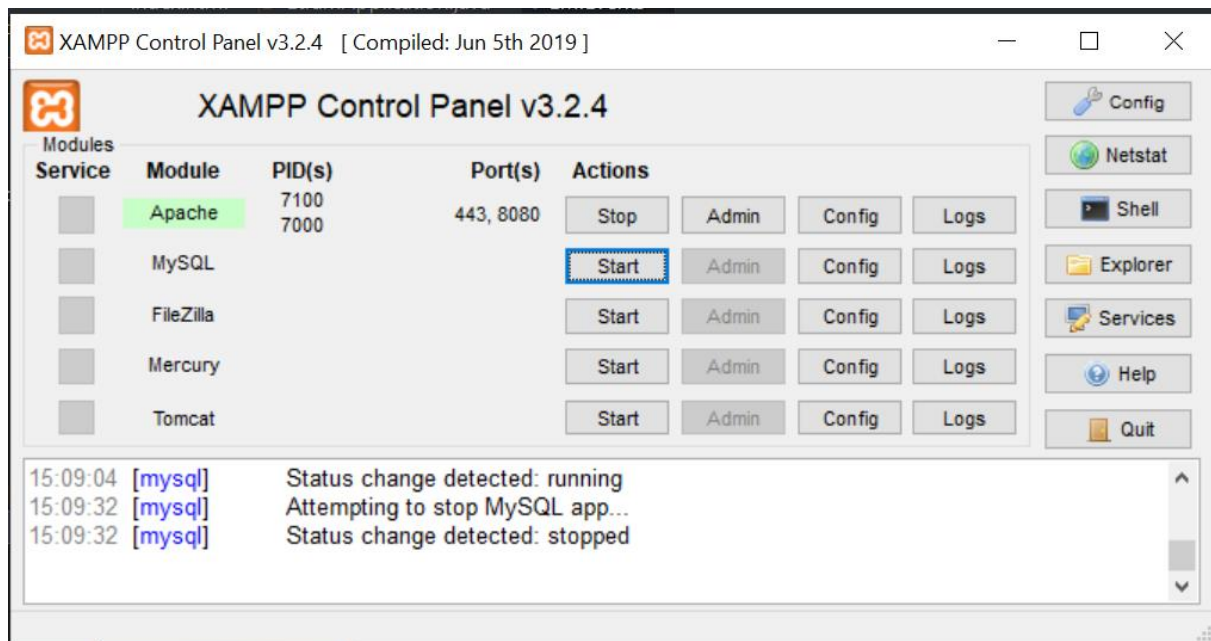 XAMPP Control Panel v3.2.4 [ Compiled: Jun 5th 2019 ]
XAMPP Control Panel v3.2.4
Config
Modules
Service Module PID(s) Port(s) Actions
Netstat
Apache 7100 7000 443, 8080 Stop Admin Config Logs
Shell
MySQL Start Admin Config Logs
Explorer
FileZilla Start Admin Config Logs
Services
Mercury Start Admin Config Logs
Help
Tomcat Start Admin Config Logs
Quit
15:09:04 [mysql] Status change detected: running
15:09:32 [mysql] Attempting to stop MySQL app...
15:09:32 [mysql] Status change detected: stopped